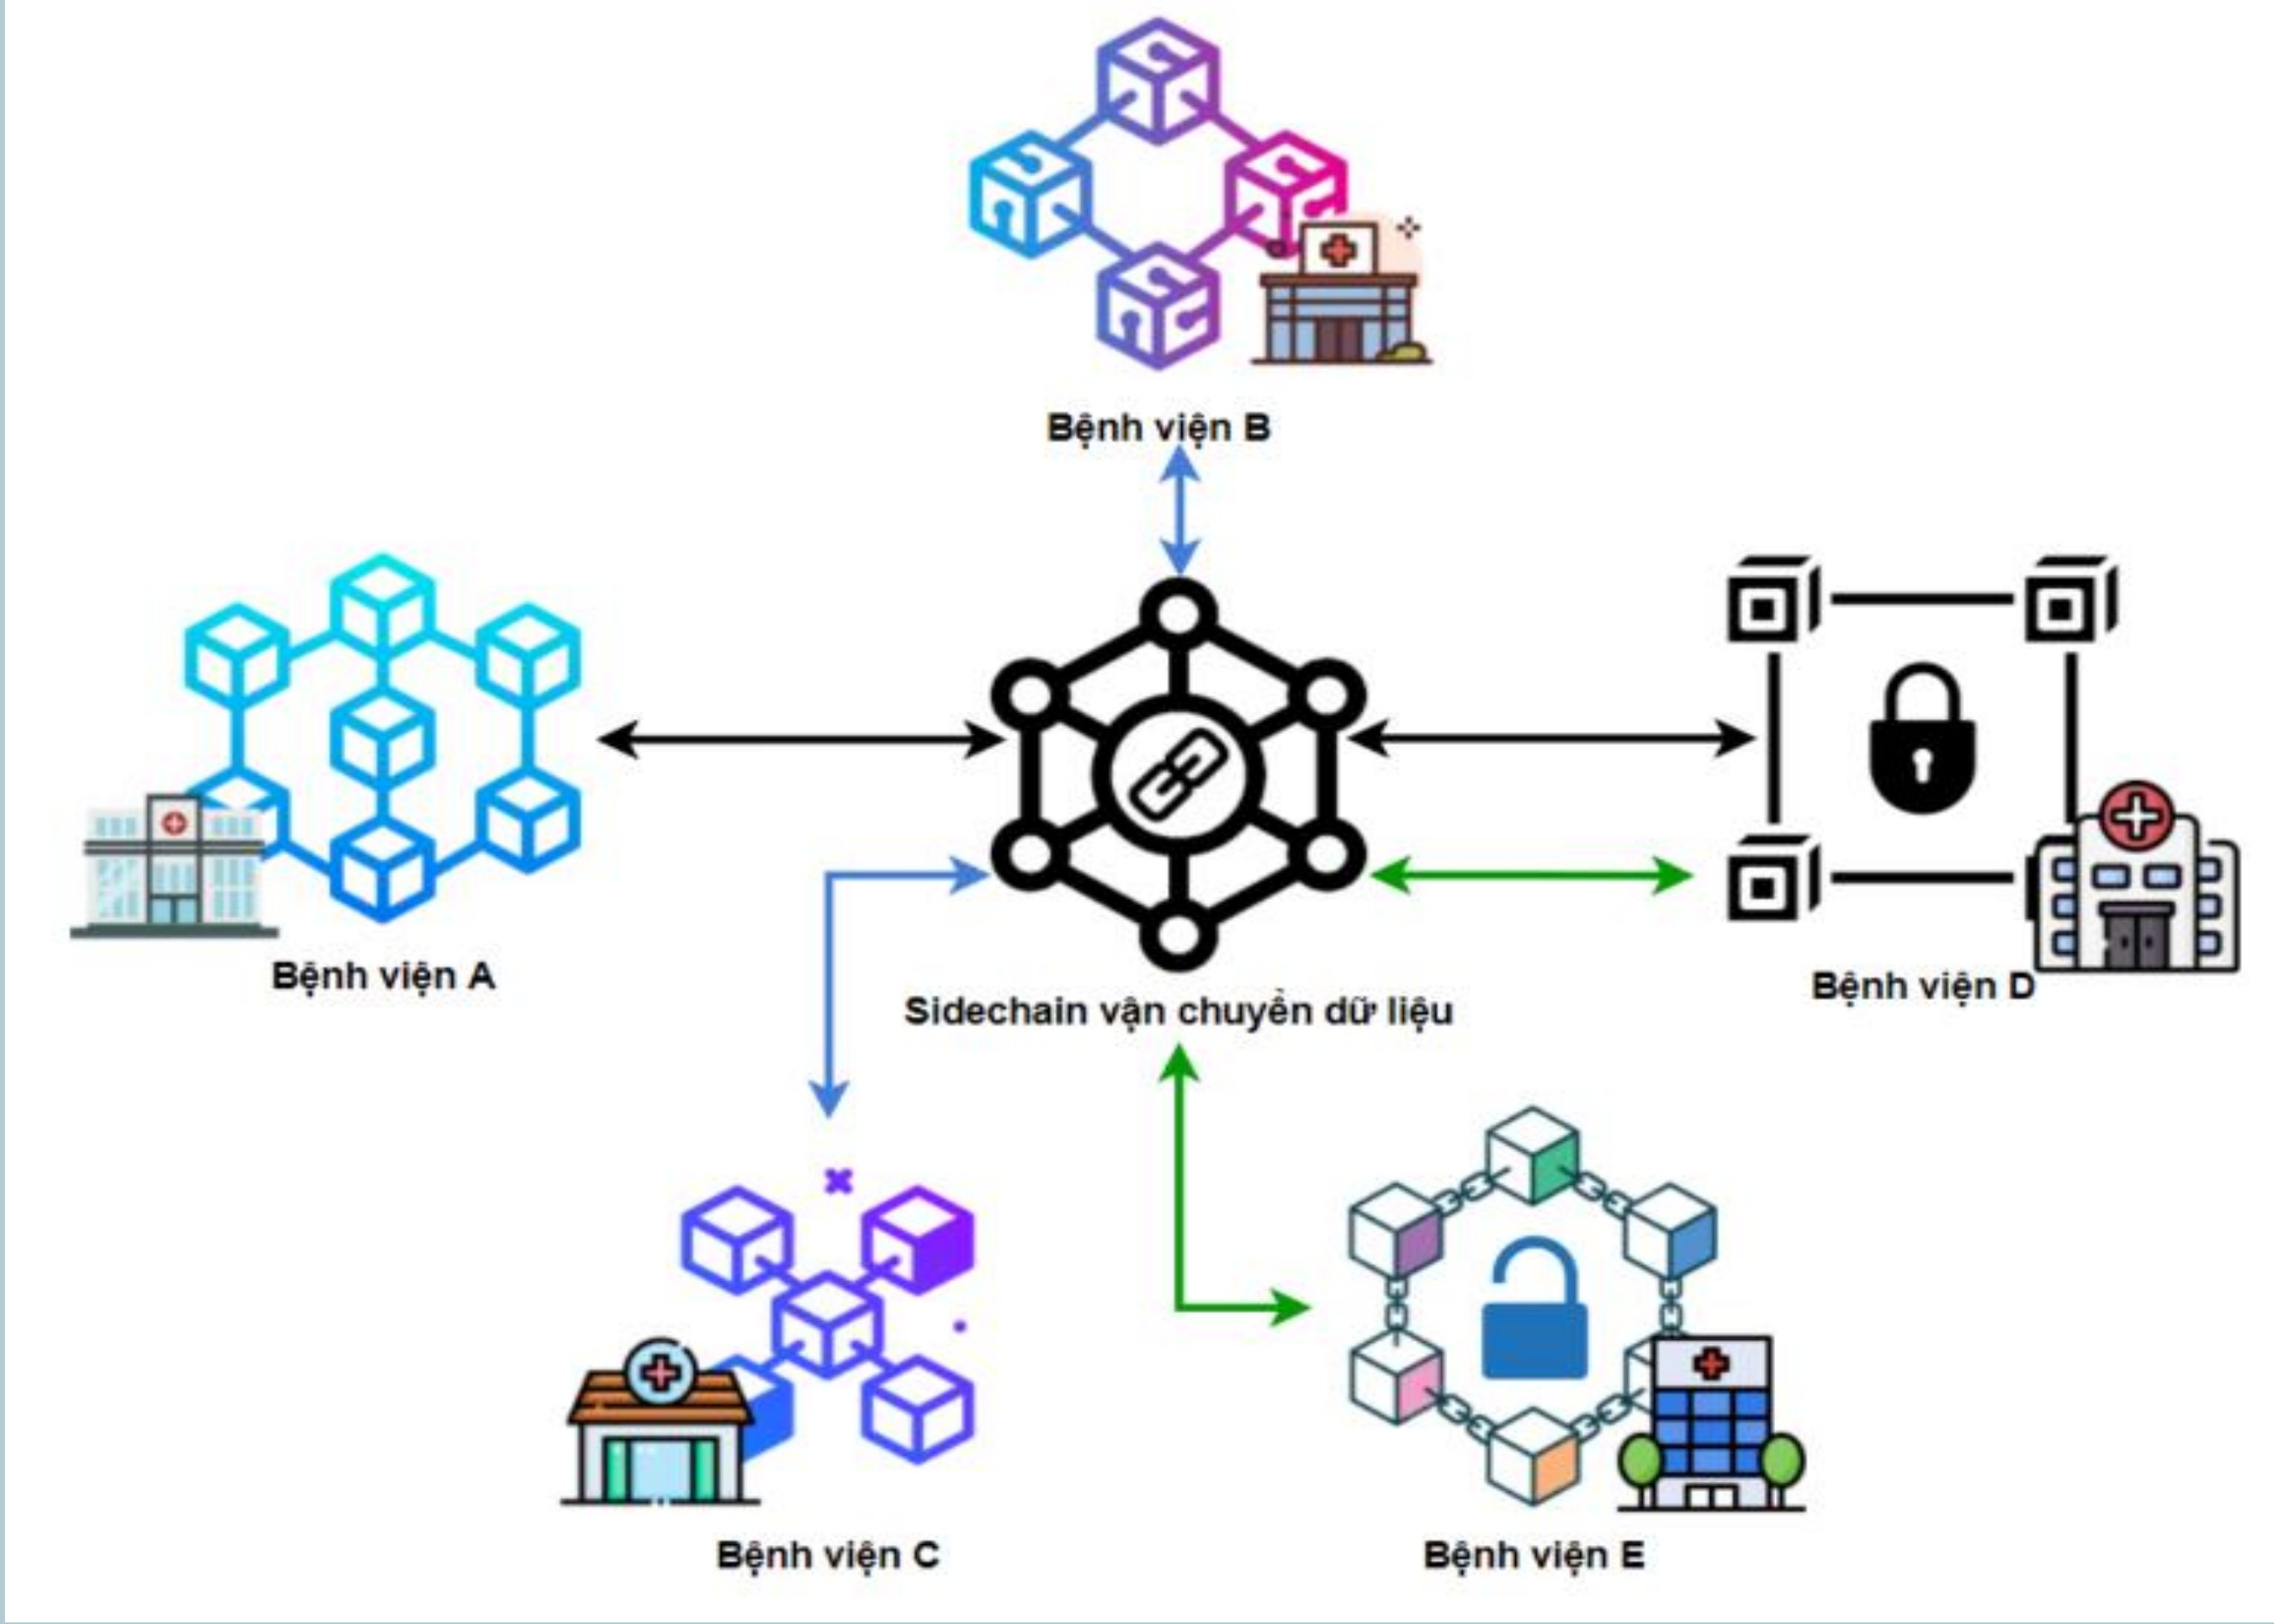 Bệnh viện B
Bệnh viện A
Sidechain vận chuyển dữ liệu
Bệnh viện D
Bệnh viện C
Bệnh viện E